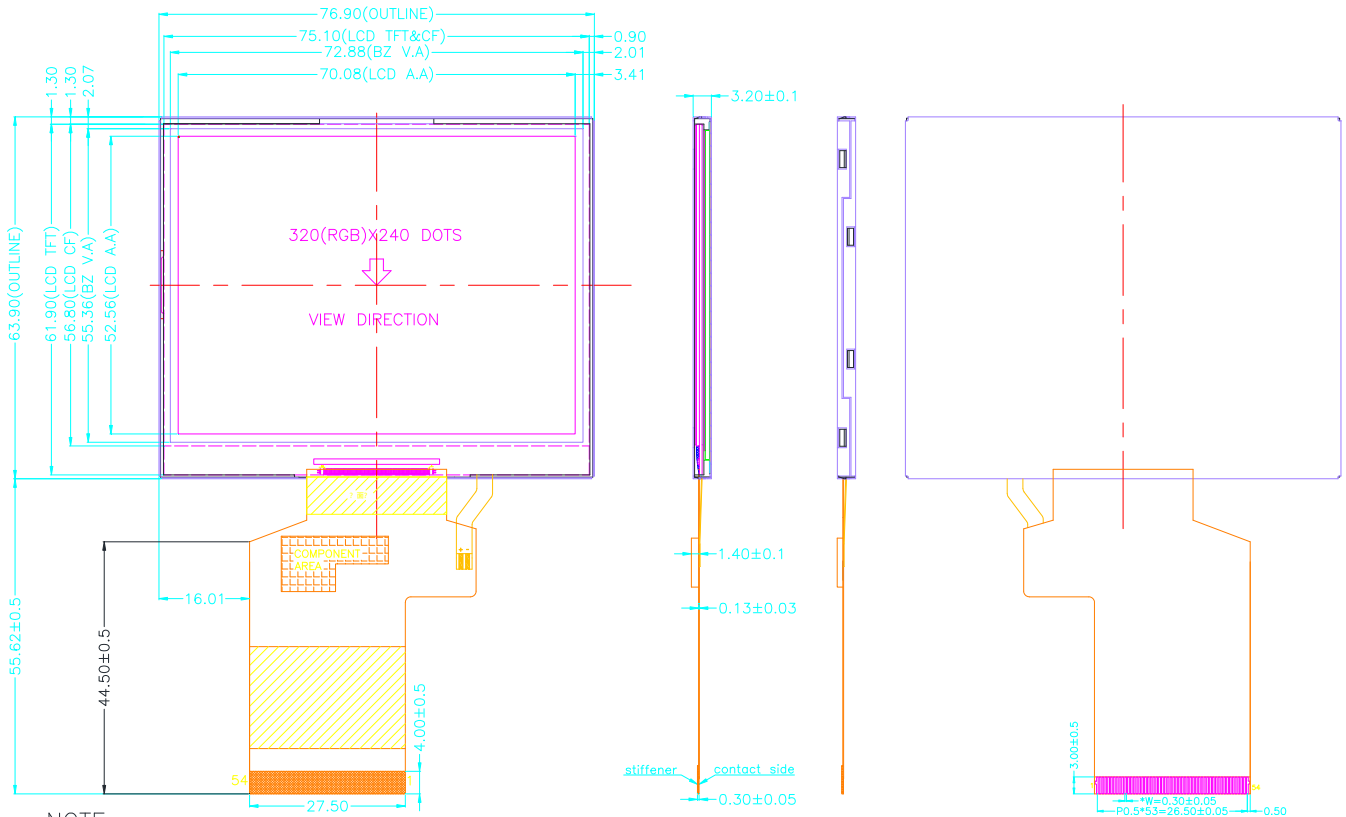 76.90(OUTLINE)
75.10(LCD TFT&CF)
0.90
72.88(BZ V.A)
2.01
70.08(LCD A.A)
3.41
1.30
1.30
2.07
63.90(OUTLINE)
61.90(LCD TFT)
56.80(LCD CF)
55.36(BZ V.A)
52.56(LCD A.A)
320(RGB)X240 DOTS
VIEW DIRECTION
3.20±0.1
COMPONENT
AREA
16.01
55.62±0.5
44.50±0.5
4.00±0.5
54
1
27.50
1.40±0.1
0.13±0.03
stiffener
contact side
0.30±0.05
3.00±0.5
*W=0.30±0.05
P0.5*53=26.50±0.05
0.50
NOTE